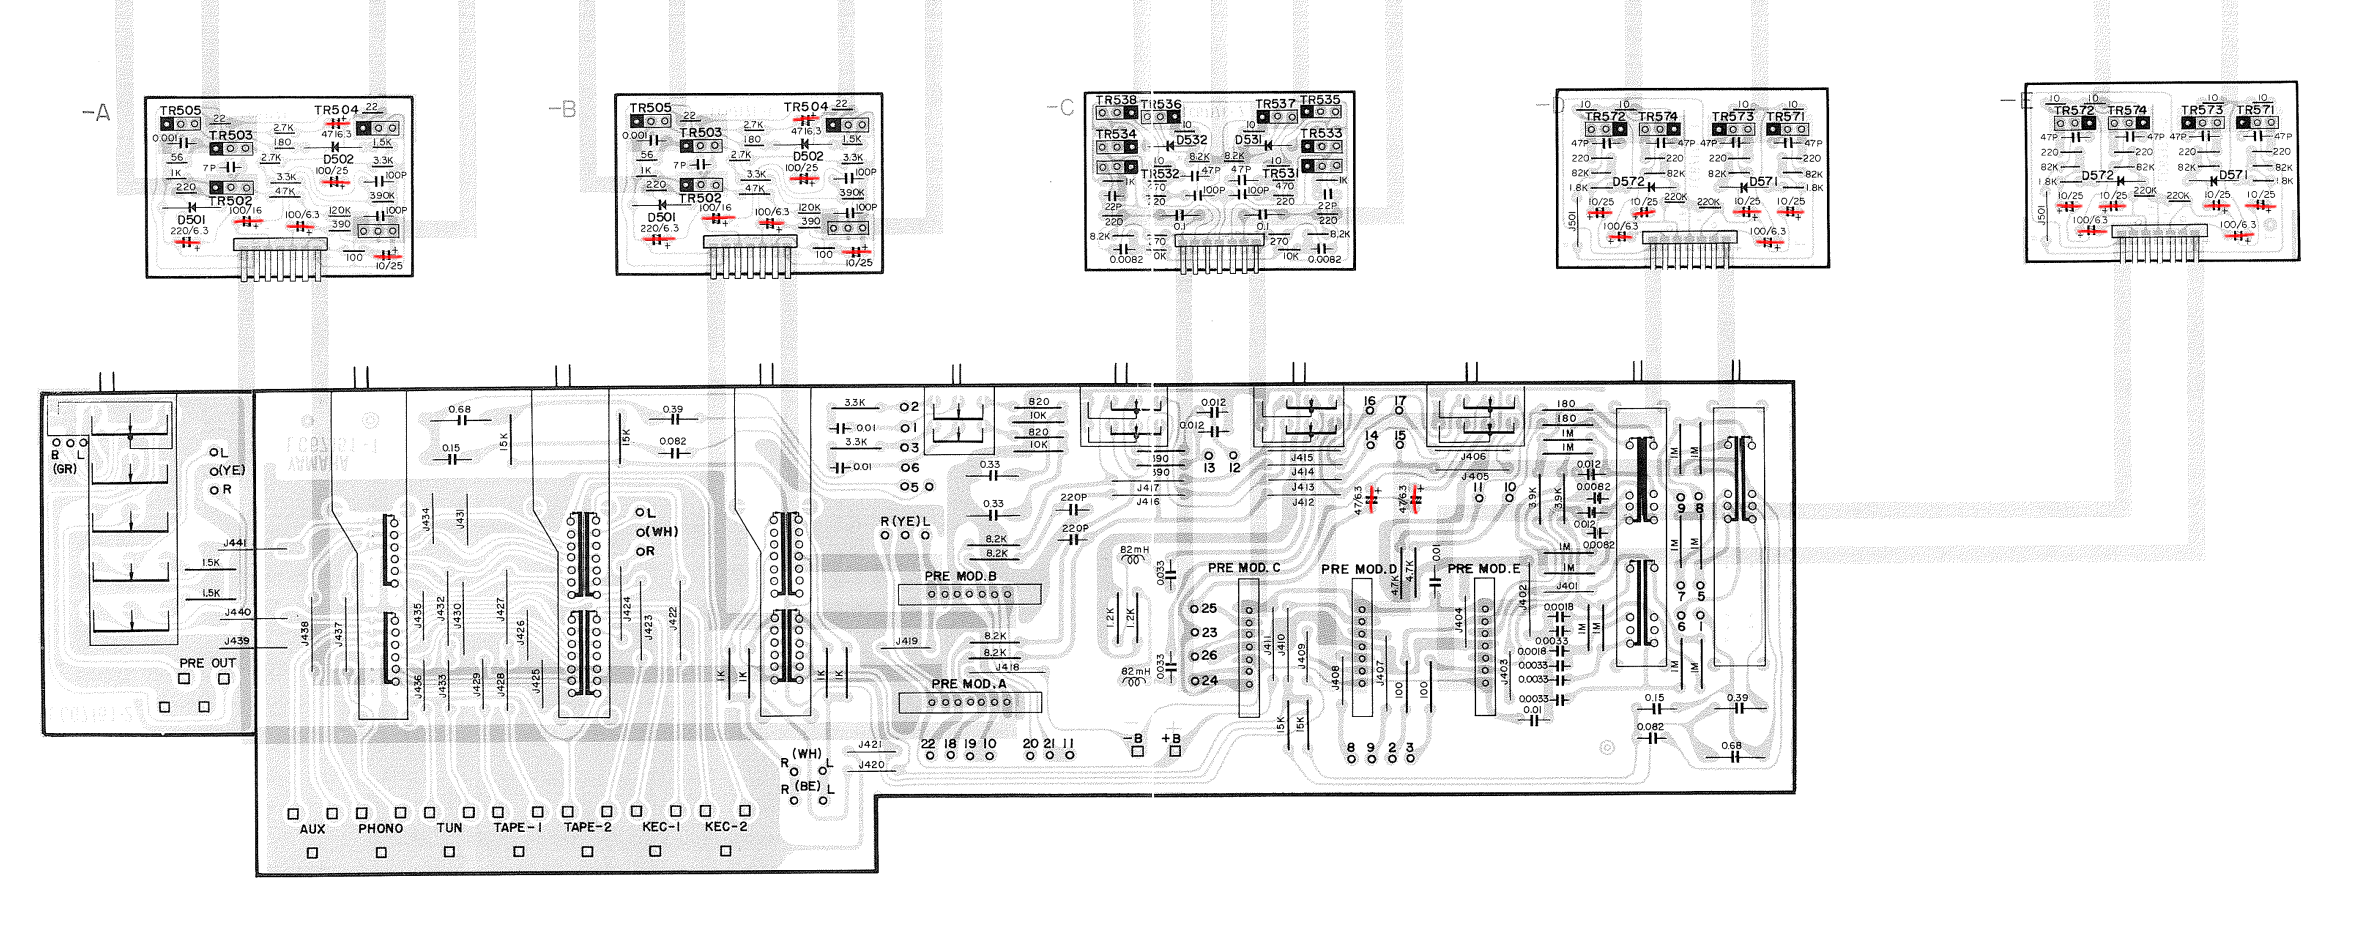 -A
TR505
TR504
22
22
4716.3
0.001
TR503
2.7K
180
1.5K
D502
56
7P
2.7K
3.3K
1K
100/25
100P
220
3.3K
47K
390K
TR502
D501
100/16
100/6.3
120K
390
100P
220/6.3
100
10/25
-B
TR505
TR504
22
22
4716.3
0.001
TR503
2.7K
180
1.5K
D502
56
7P
2.7K
3.3K
1K
100/25
100P
220
3.3K
47K
390K
TR502
D501
100/16
100/6.3
120K
390
100P
220/6.3
100
10/25
-C
TR538
TR536
TR537
TR535
10
10
TR534
D532
D531
TR533
10
8.2K
8.2K
10
TR532
47P
47P
TR531
1K
470
470
1K
220
100P
100P
220
22P
22P
220
220
0.1
0.1
8.2K
270
8.2K
0.0082
10K
0.0082
-D
10
10
10
10
TR572
TR574
TR573
TR571
47P
47P
47P
47P
220
220
220
220
82K
82K
82K
82K
1.8K
D572
D571
1.8K
220K
220K
J501
10/25
10/25
10/25
10/25
100/6.3
100/6.3
-E
10
10
10
10
TR572
TR574
TR573
TR571
47P
47P
47P
47P
220
220
220
220
82K
82K
82K
82K
1.8K
D572
D571
1.8K
220K
220K
J501
10/25
10/25
10/25
10/25
100/6.3
100/6.3
B L
(GR)
L
(YE)
R
J441
1.5K
1.5K
J440
J439
PRE OUT
J438
J437
0.68
0.15
15K
15K
0.39
0.082
J434
J431
L
(WH)
R
J435
J432
J430
J427
J426
J424
J423
J422
J436
J433
J429
J428
J425
1K
1K
1K
1K
3.3K
2
0.01
1
3.3K
3
0.01
6
5
R (YE) L
820
10K
820
10K
0.33
0.33
220P
220P
8.2K
8.2K
PRE MOD.B
J419
8.2K
8.2K
J418
PRE MOD.A
22 18 19 10
20 21 11
J421
J420
(WH)
R L
R (BE) L
0.012
0.012
390
390
J417
J416
13 12
J415
J414
J413
J412
82mH
0.033
1.2K
1.2K
82mH
0.033
-B +B
PRE MOD.C
25
23
26
24
J411
J410
J409
15K
15K
16 17
14 15
47/6.3
47/6.3
J406
J405
11 10
PRE MOD.D
4.7K
4.7K
0.01
PRE MOD.E
J408
J407
100
100
J404
J403
J402
8 9 2 3
180
180
1M
1M
0.012
0.0082
0.012
0.0082
3.9K
3.9K
1M
1M
J401
0.0018
0.0033
0.0018
0.0033
0.0033
0.0033
0.01
1M
1M
1M
1M
9 8
1M
1M
7 5
6 1
1M
1M
0.15
0.39
0.082
0.68
AUX
PHONO
TUN
TAPE-1
TAPE-2
KEC-1
KEC-2